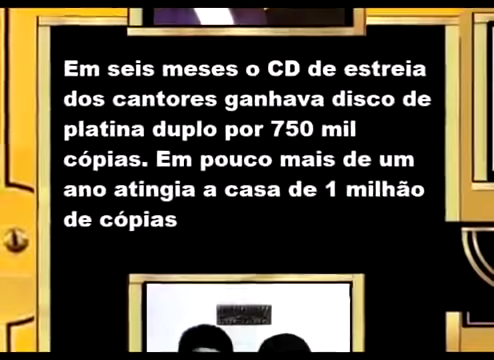 Em seis meses o CD de estreia
dos cantores ganhava disco de
platina duplo por 750 mil
cópias. Em pouco mais de um
ano atingia a casa de 1 milhão
de cópias